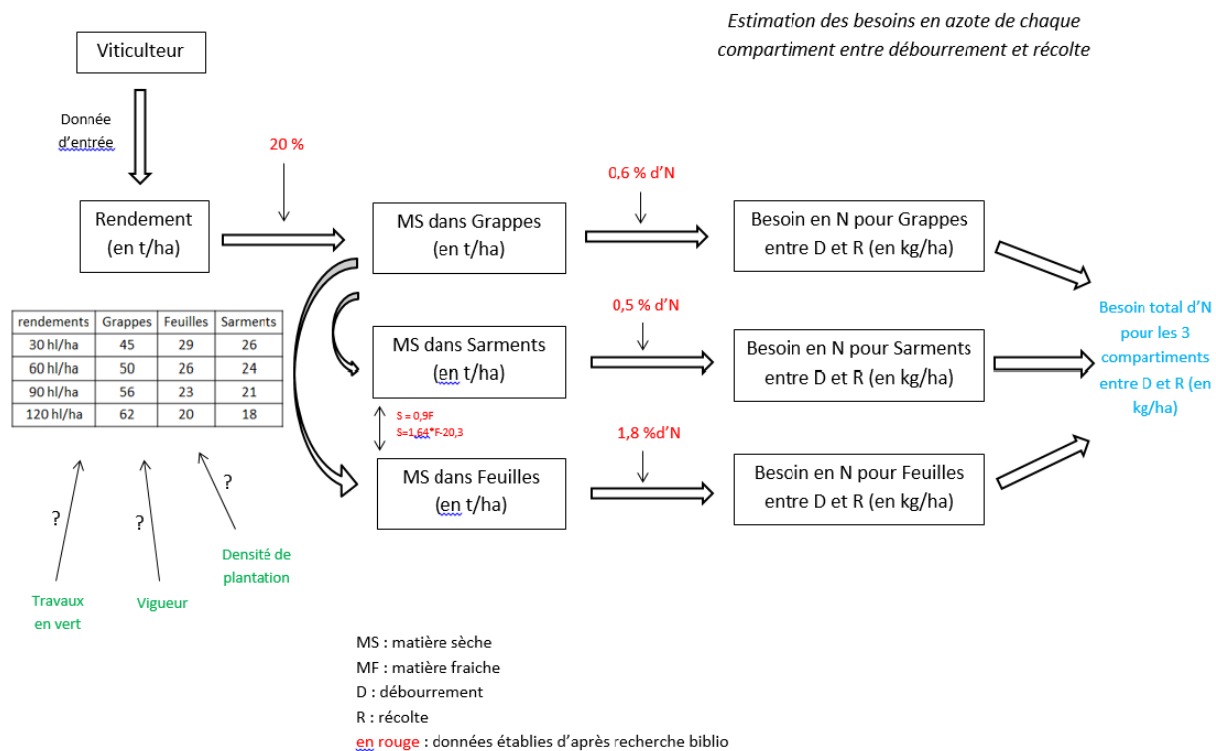 Estimation des besoins en azote de chaque
compartiment entre débourrement et récolte
Viticulteur
Donnée
d'entrée
20 %
0,6 % d'N
Rendement
(en t/ha)
MS dans Grappes
(en t/ha)
Besoin en N pour Grappes
entre D et R (en kg/ha)
rendements Grappes Feuilles Sarments
30 hl/ha 45 29 26
60 hl/ha 50 26 24
90 hl/ha 56 23 21
120 hl/ha 62 20 18
0,5 % d'N
MS dans Sarments
(en t/ha)
Besoin en N pour Sarments
entre D et R (en kg/ha)
Besoin total d'N
pour les 3
compartiments
entre D et R (en
kg/ha)
S = 0,9F
S=1,64*F-20,3
1,8 %d'N
MS dans Feuilles
(en t/ha)
Besoin en N pour Feuilles
entre D et R (en kg/ha)
?
?
?
Densité de
plantation
Travaux
en vert
Vigueur
MS : matière sèche
MF : matière fraiche
D : débourrement
R : récolte
en rouge : données établies d'après recherche biblio